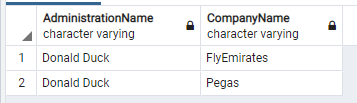 AdministrationName CompanyName
character varying character varying
1 Donald Duck FlyEmirates
2 Donald Duck Pegas